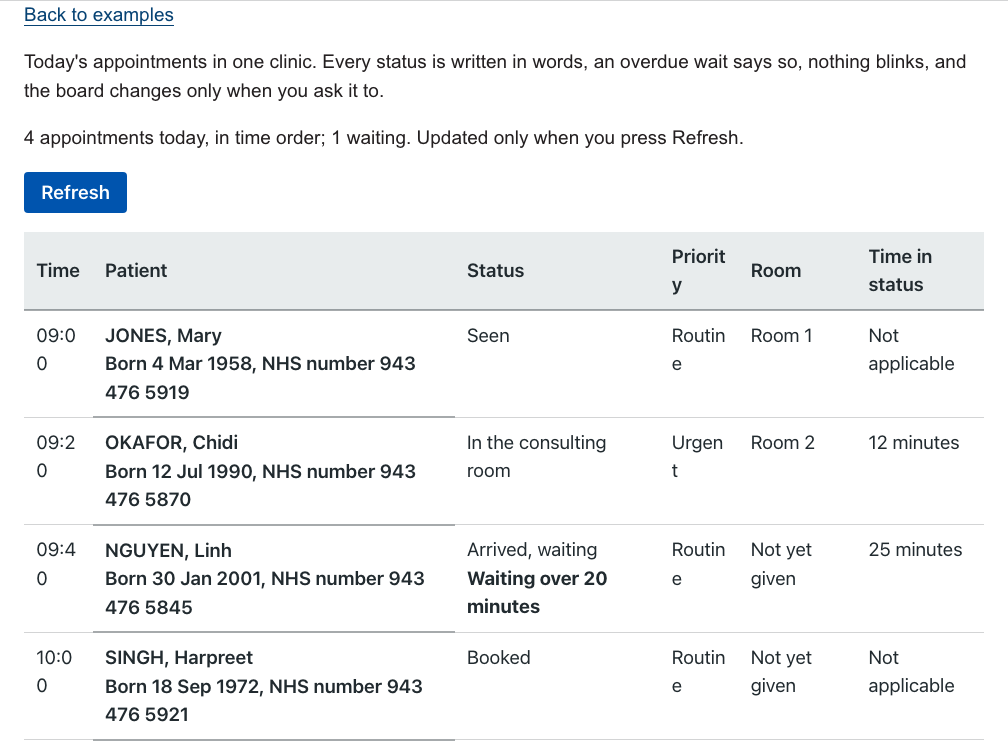 Back to examples
Today's appointments in one clinic. Every status is written in words, an overdue wait says so, nothing blinks, and
the board changes only when you ask it to.
4 appointments today, in time order; 1 waiting. Updated only when you press Refresh.
Refresh
Time Patient Status Priorit
y Room Time in
status
09:0
0 JONES, Mary
Born 4 Mar 1958, NHS number 943
476 5919 Seen Routin
e Room 1 Not
applicable
09:2
0 OKAFOR, Chidi
Born 12 Jul 1990, NHS number 943
476 5870 In the consulting
room Urgen
t Room 2 12 minutes
09:4
0 NGUYEN, Linh
Born 30 Jan 2001, NHS number 943
476 5845 Arrived, waiting
Waiting over 20
minutes Routin
e Not yet
given 25 minutes
10:0
0 SINGH, Harpreet
Born 18 Sep 1972, NHS number 943
476 5921 Booked Routin
e Not yet
given Not
applicable